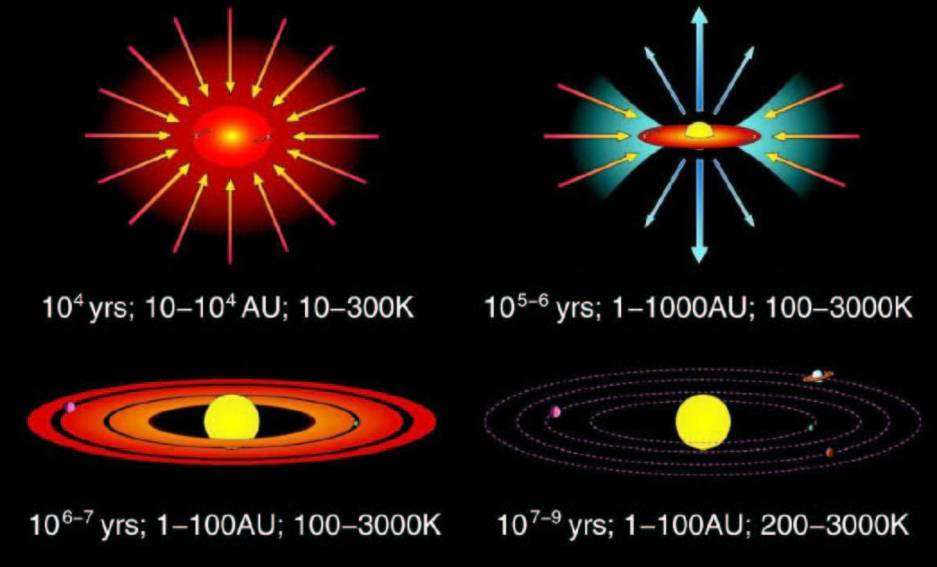 10⁴ yrs; 10–10⁴ AU; 10–300K
10⁵⁻⁶ yrs; 1–1000AU; 100–3000K
10⁶⁻⁷ yrs; 1–100AU; 100–3000K
10⁷⁻⁹ yrs; 1–100AU; 200–3000K